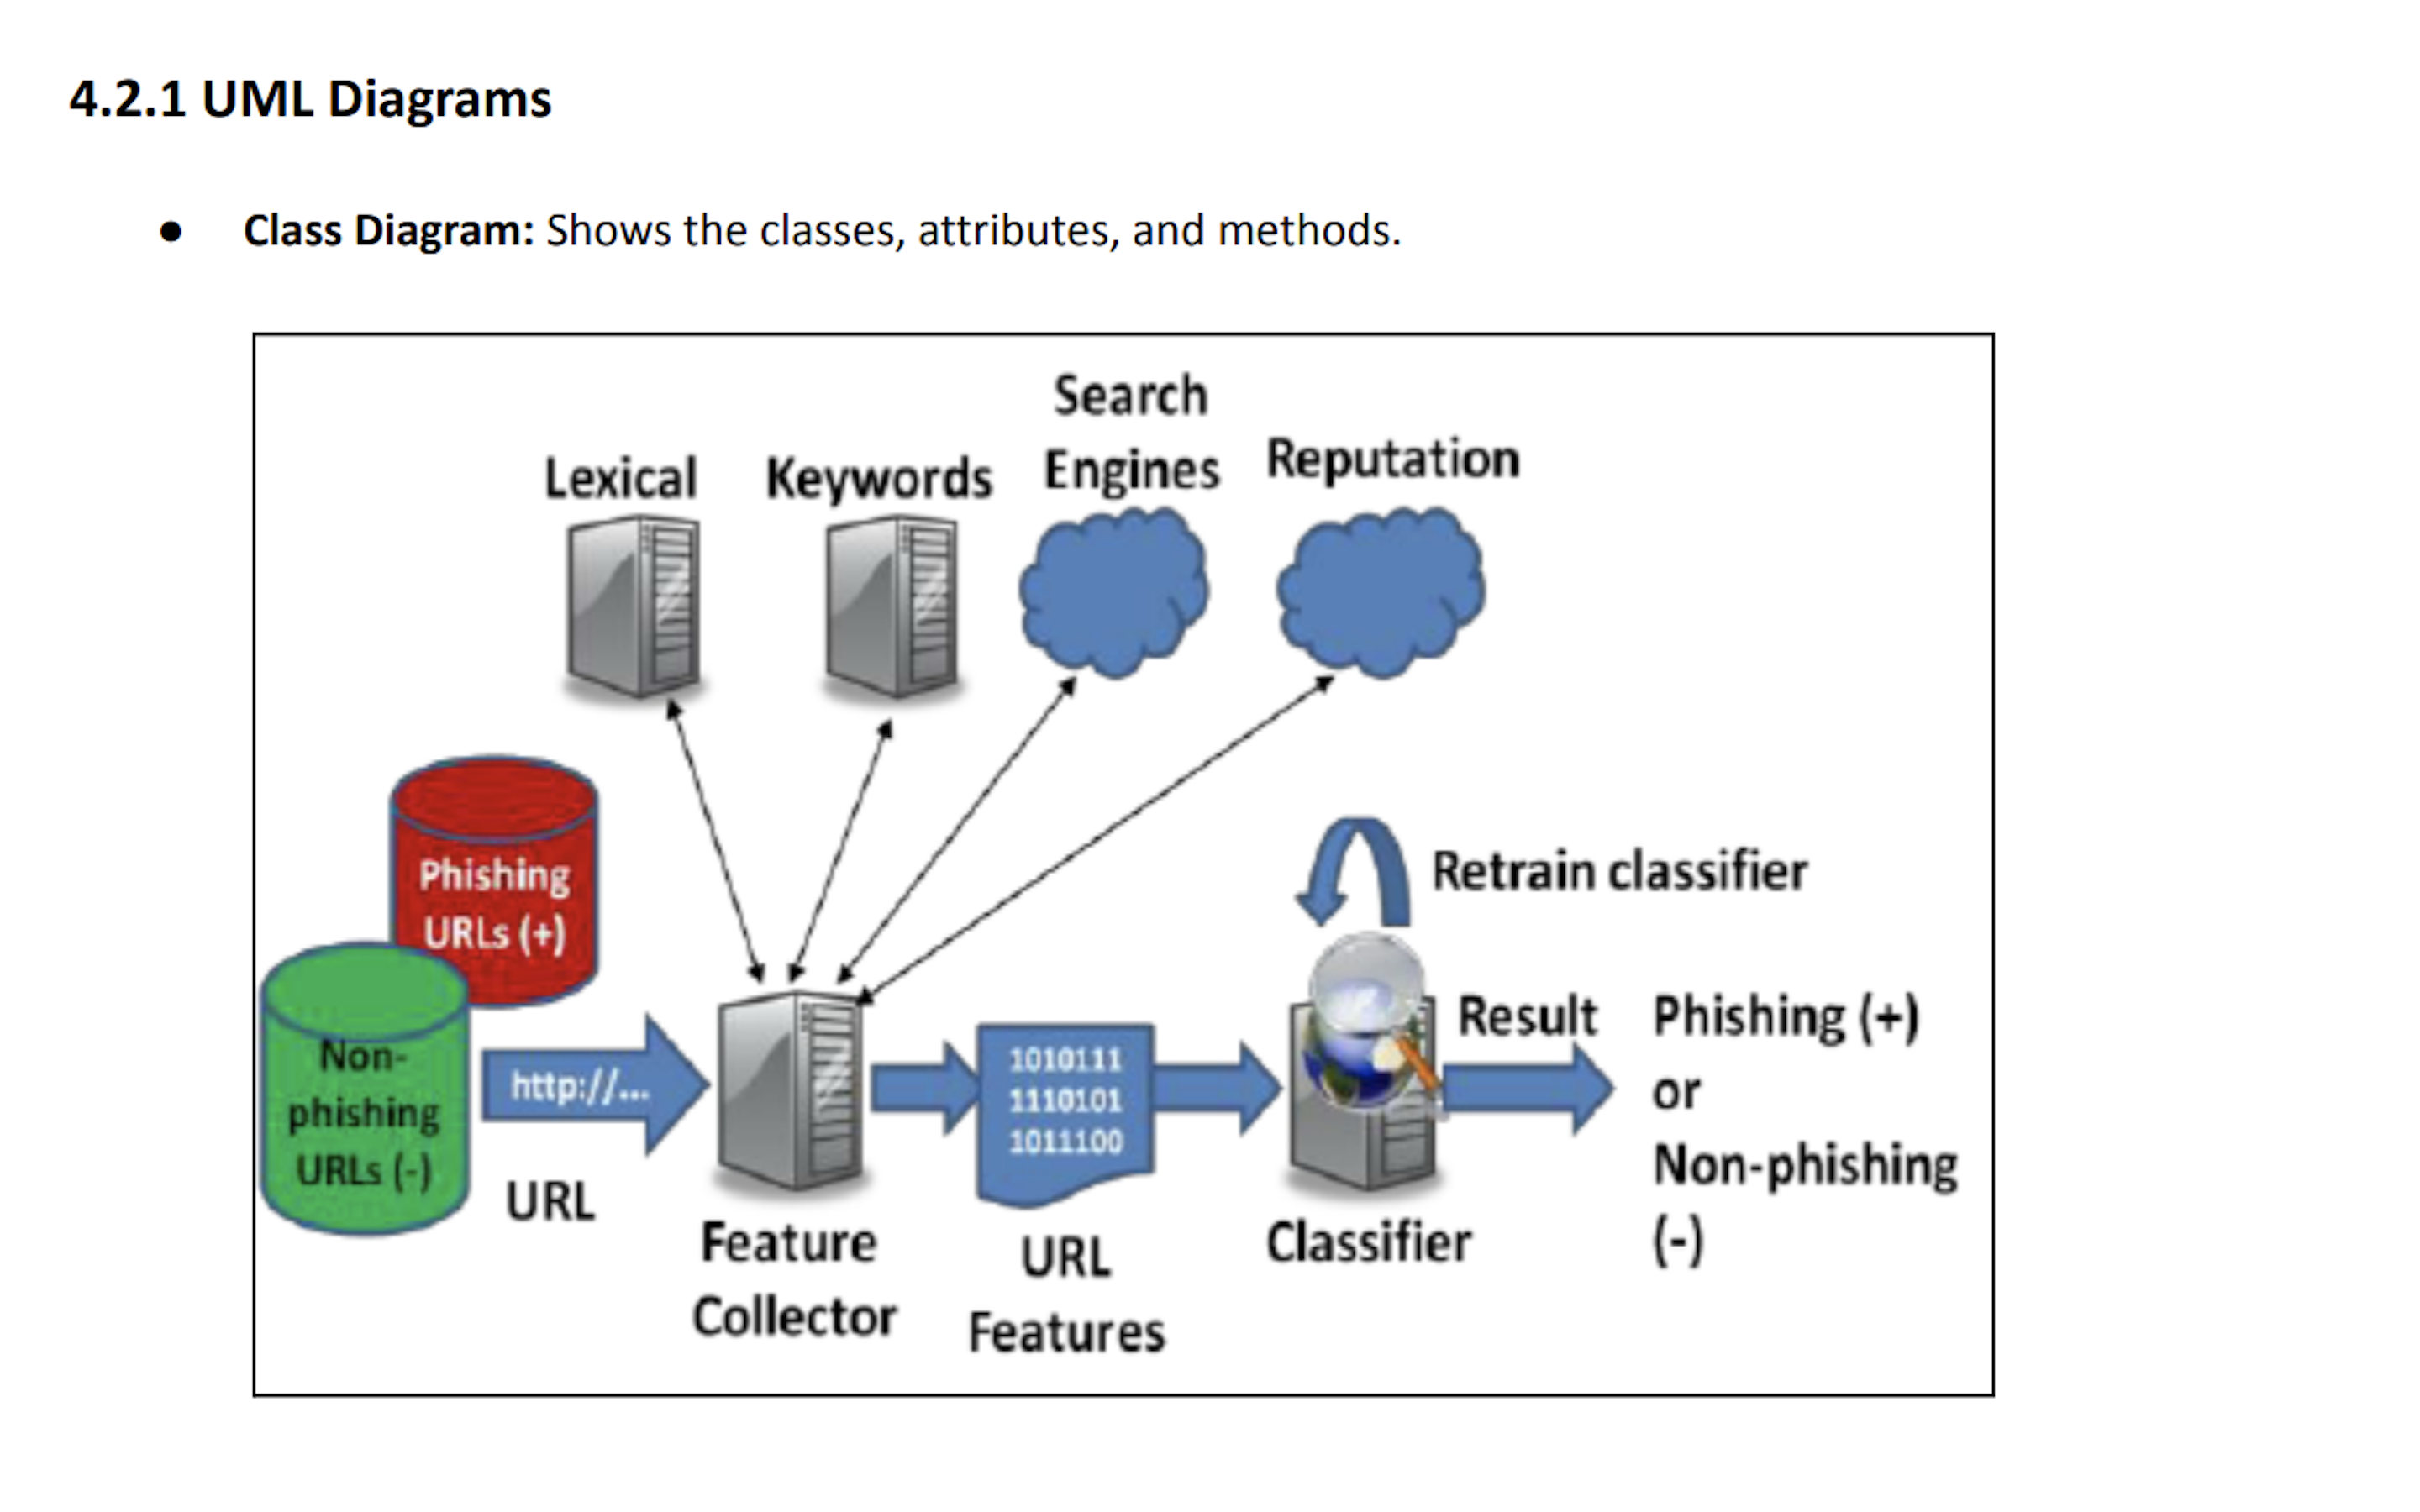 4.2.1 UML Diagrams
● Class Diagram: Shows the classes, attributes, and methods.
Lexical
Keywords
Search
Engines
Reputation
Phishing
URLs (+)
Non-
phishing
URLs (-)
http://...
URL
Feature
Collector
1010111
1110101
1011100
URL
Features
Retrain classifier
Classifier
Result
Phishing (+)
or
Non-phishing
(-)